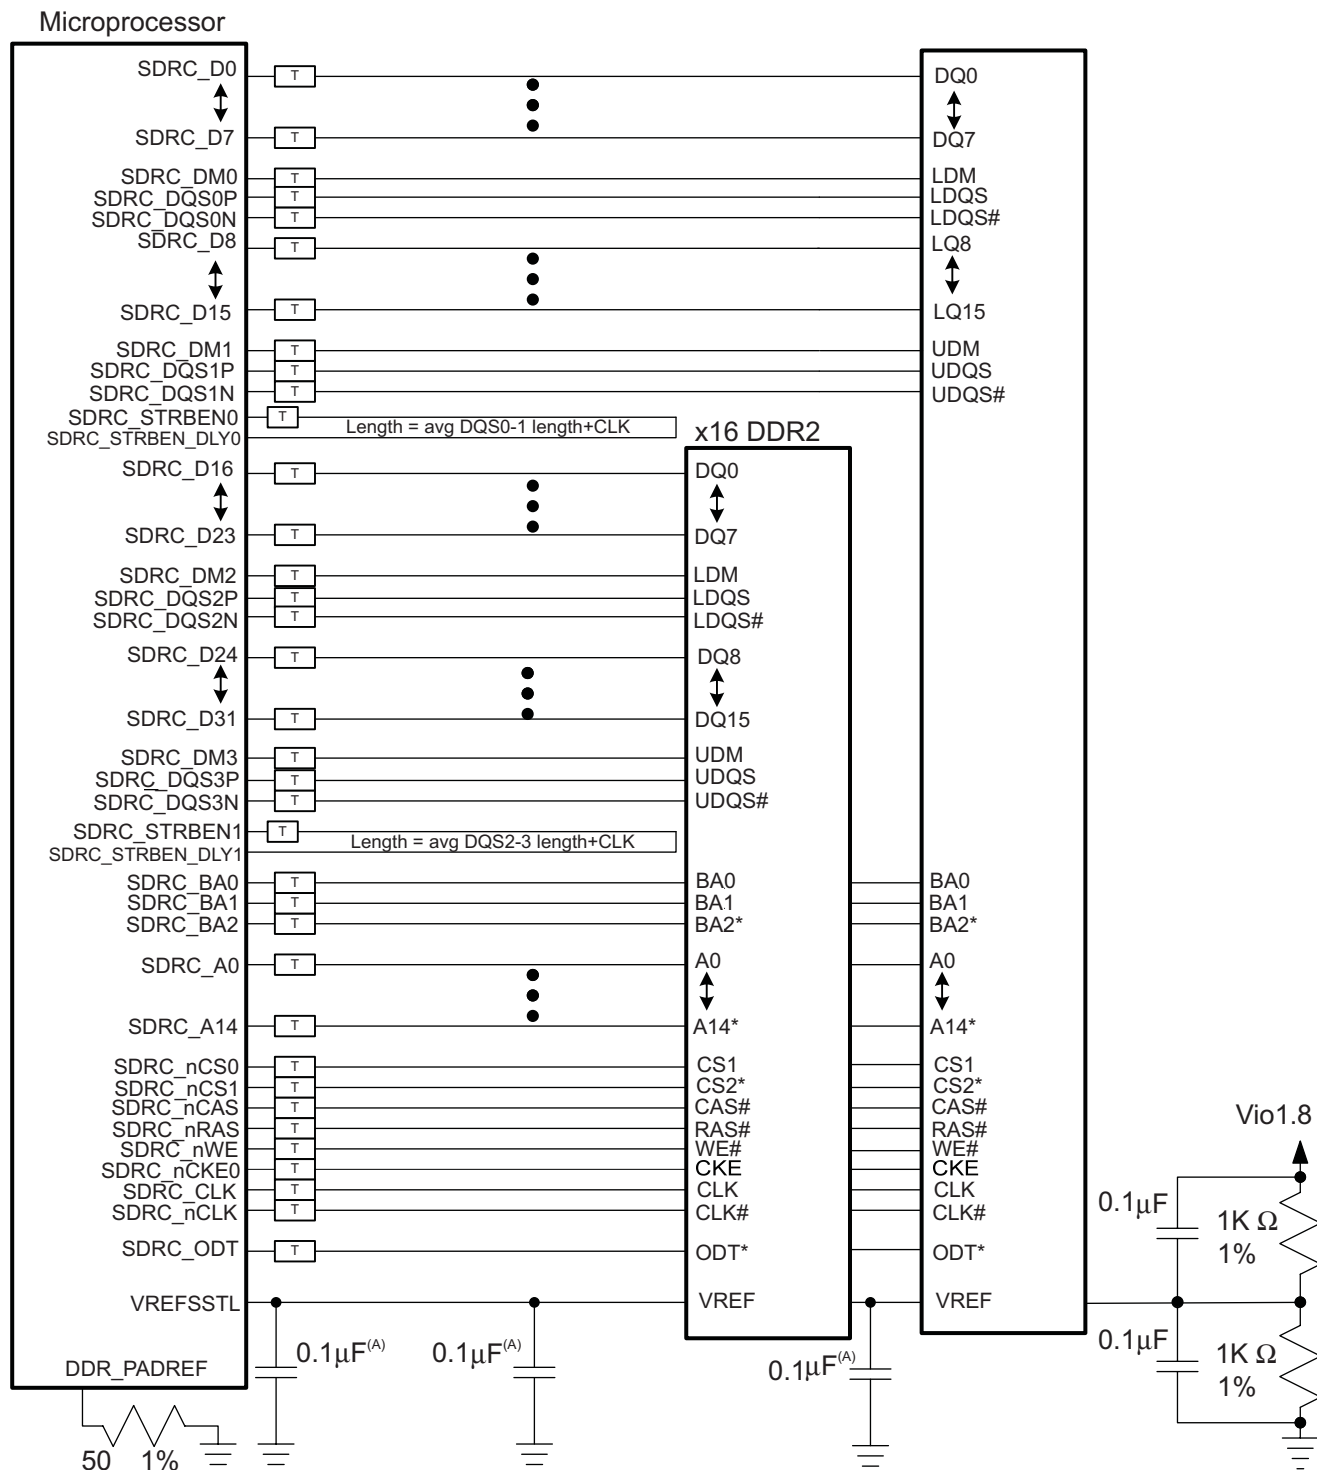 Microprocessor
SDRC_D0 T DQ0
SDRC_D7 T DQ7
SDRC_DM0 T LDM
SDRC_DQS0P T LDQS
SDRC_DQS0N T LDQS#
SDRC_D8 T LQ8
SDRC_D15 T LQ15
SDRC_DM1 T UDM
SDRC_DQS1P T UDQS
SDRC_DQS1N T UDQS#
SDRC_STRBEN0 T
Length = avg DQS0-1 length+CLK
SDRC_STRBEN_DLY0
x16 DDR2
SDRC_D16 T DQ0
SDRC_D23 T DQ7
SDRC_DM2 T LDM
SDRC_DQS2P T LDQS
SDRC_DQS2N T LDQS#
SDRC_D24 T DQ8
SDRC_D31 T DQ15
SDRC_DM3 T UDM
SDRC_DQS3P T UDQS
SDRC_DQS3N T UDQS#
SDRC_STRBEN1 T
Length = avg DQS2-3 length+CLK
SDRC_STRBEN_DLY1
SDRC_BA0 T BA0 BA0
SDRC_BA1 T BA1 BA1
SDRC_BA2 T BA2* BA2*
SDRC_A0 T A0 A0
SDRC_A14 T A14* A14*
SDRC_nCS0 T CS1 CS1
SDRC_nCS1 T CS2* CS2*
SDRC_nCAS T CAS# CAS#
SDRC_nRAS T RAS# RAS#
SDRC_nWE T WE# WE#
SDRC_nCKE0 T CKE CKE
SDRC_CLK T CLK CLK
SDRC_nCLK T CLK# CLK#
SDRC_ODT T ODT* ODT*
VREFSSTL VREF VREF
Vio1.8
0.1µF 1K Ω
1%
0.1µF 1K Ω
1%
0.1µF(A) 0.1µF(A) 0.1µF(A)
DDR_PADREF
50 1%